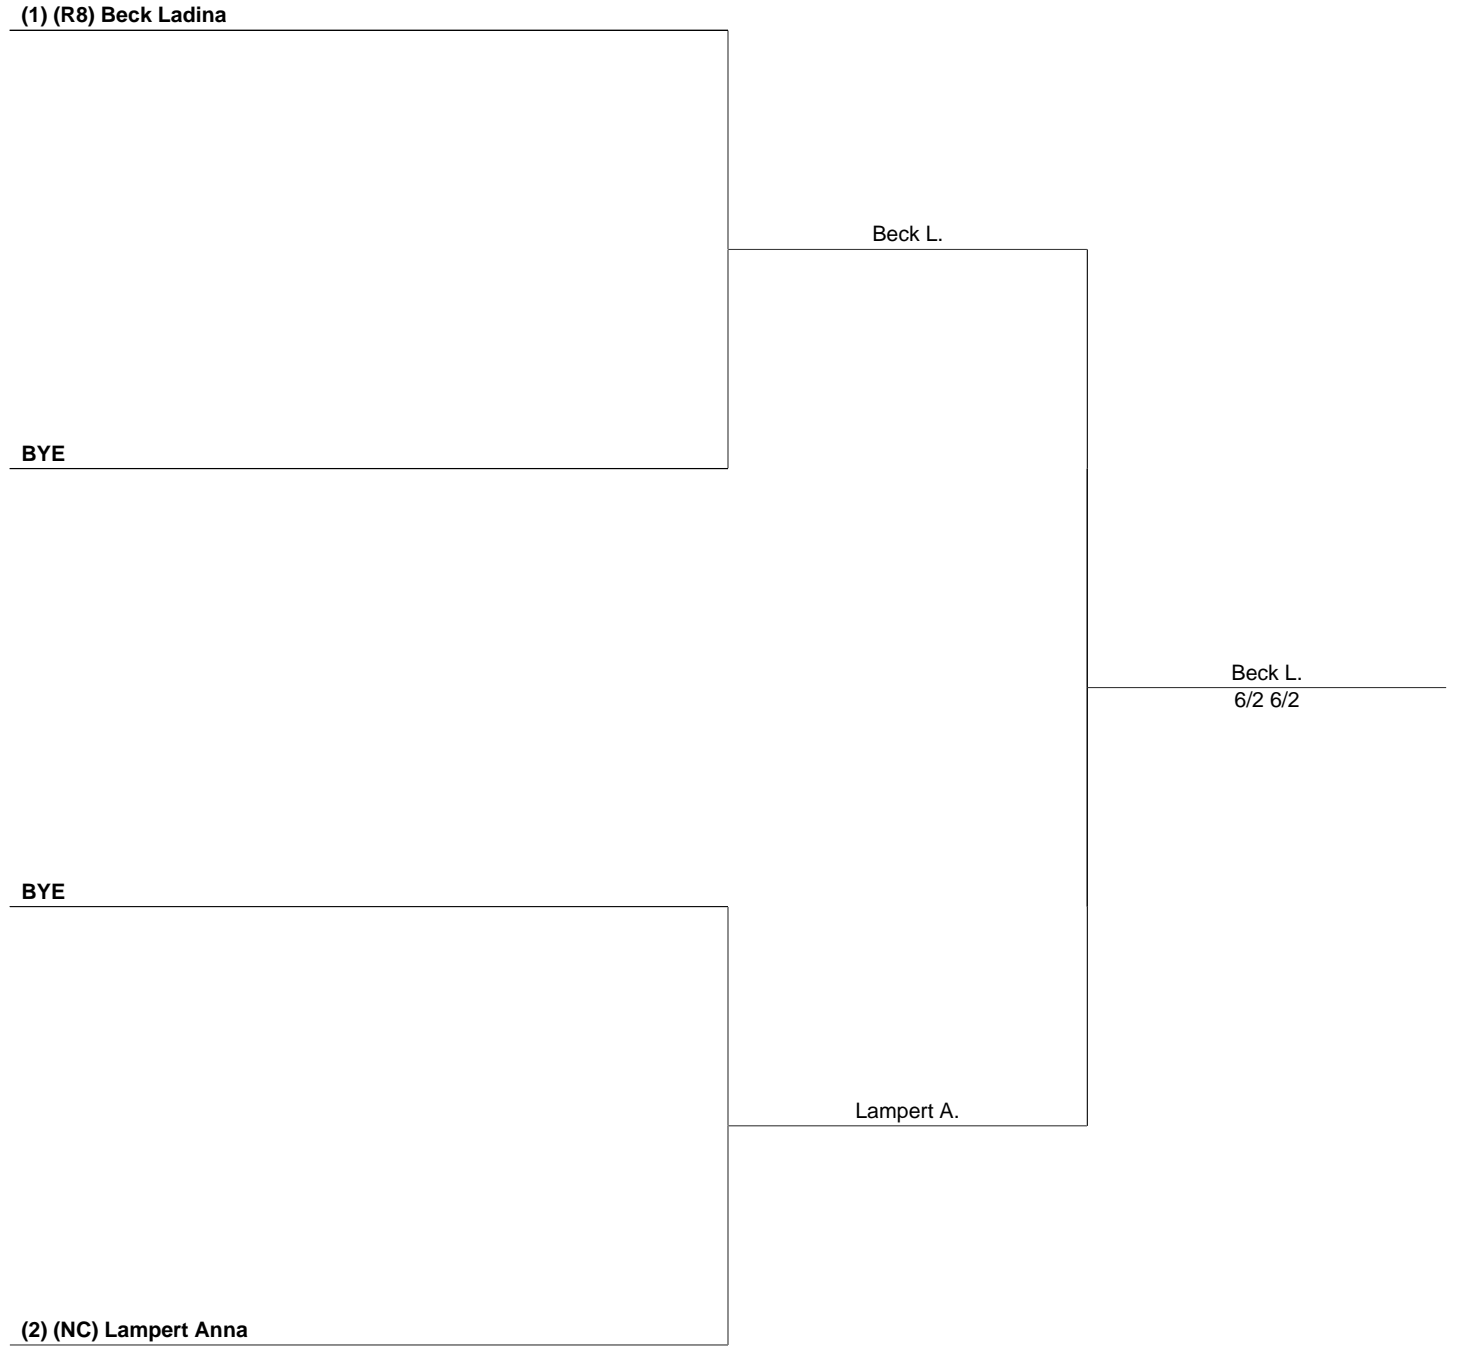 (1) (R8) Beck Ladina
Beck L.
BYE
Beck L.
6/2 6/2
BYE
Lampert A.
(2) (NC) Lampert Anna